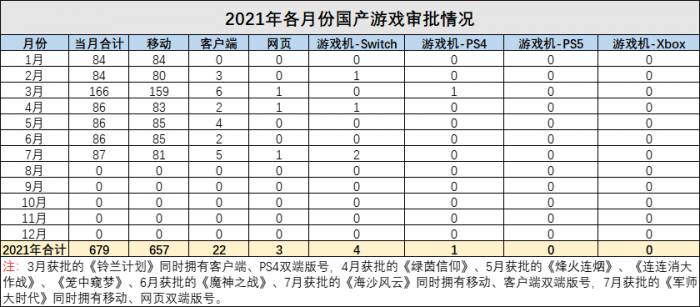 2021年各月份国产游戏审批情况
月份 当月合计 移动 客户端 网页 游戏机-Switch 游戏机-PS4 游戏机-PS5 游戏机-Xbox
1月 84 84 0 0 0 0 0 0
2月 84 80 3 0 1 0 0 0
3月 166 159 6 1 0 1 0 0
4月 86 83 2 1 1 0 0 0
5月 86 85 4 0 0 0 0 0
6月 86 85 2 0 0 0 0 0
7月 87 81 5 1 2 0 0 0
8月 0 0 0 0 0 0 0 0
9月 0 0 0 0 0 0 0 0
10月 0 0 0 0 0 0 0 0
11月 0 0 0 0 0 0 0 0
12月 0 0 0 0 0 0 0 0
2021年合计 679 657 22 3 4 1 0 0
注：3月获批的《铃兰计划》同时拥有客户端、PS4双端版号，4月获批的《绿茵信仰》、5月获批的《烽火连烟》、《连连消大
作战》、《笼中窥梦》、6月获批的《魔神之战》、7月获批的《海沙风云》同时拥有移动、客户端双端版号，7月获批的《军师
大时代》同时拥有移动、网页双端版号。